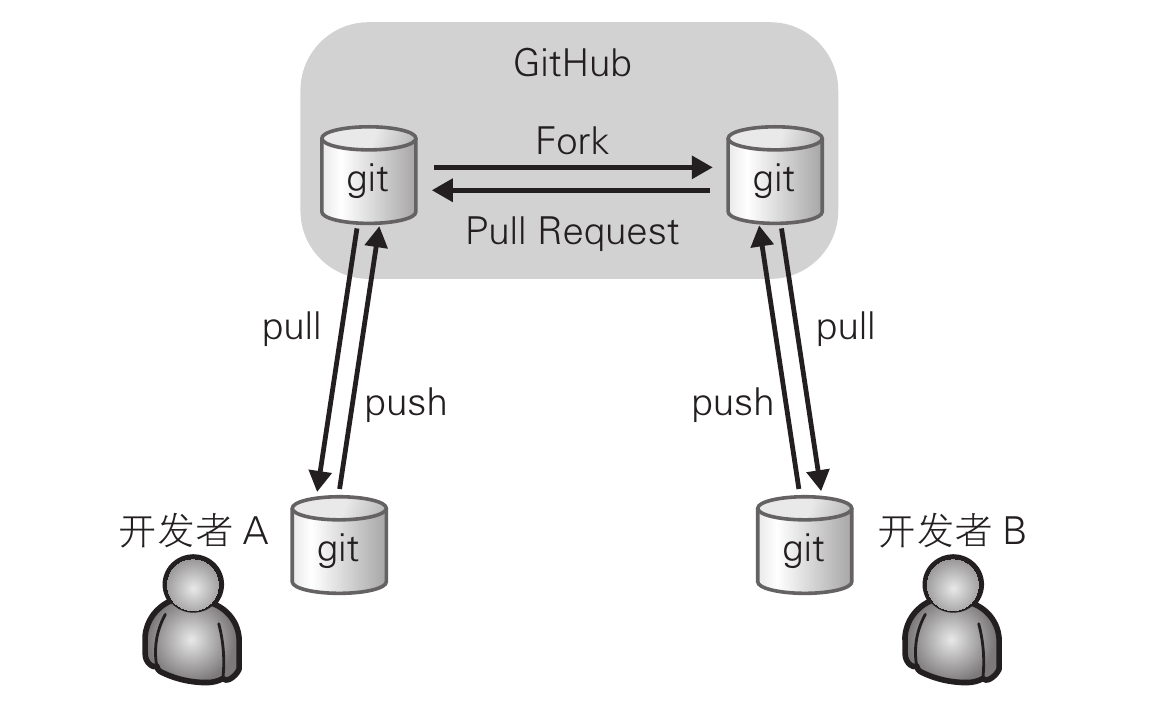 GitHub
Fork
git
git
Pull Request
pull
pull
push
push
开发者 A
开发者 B
git
git